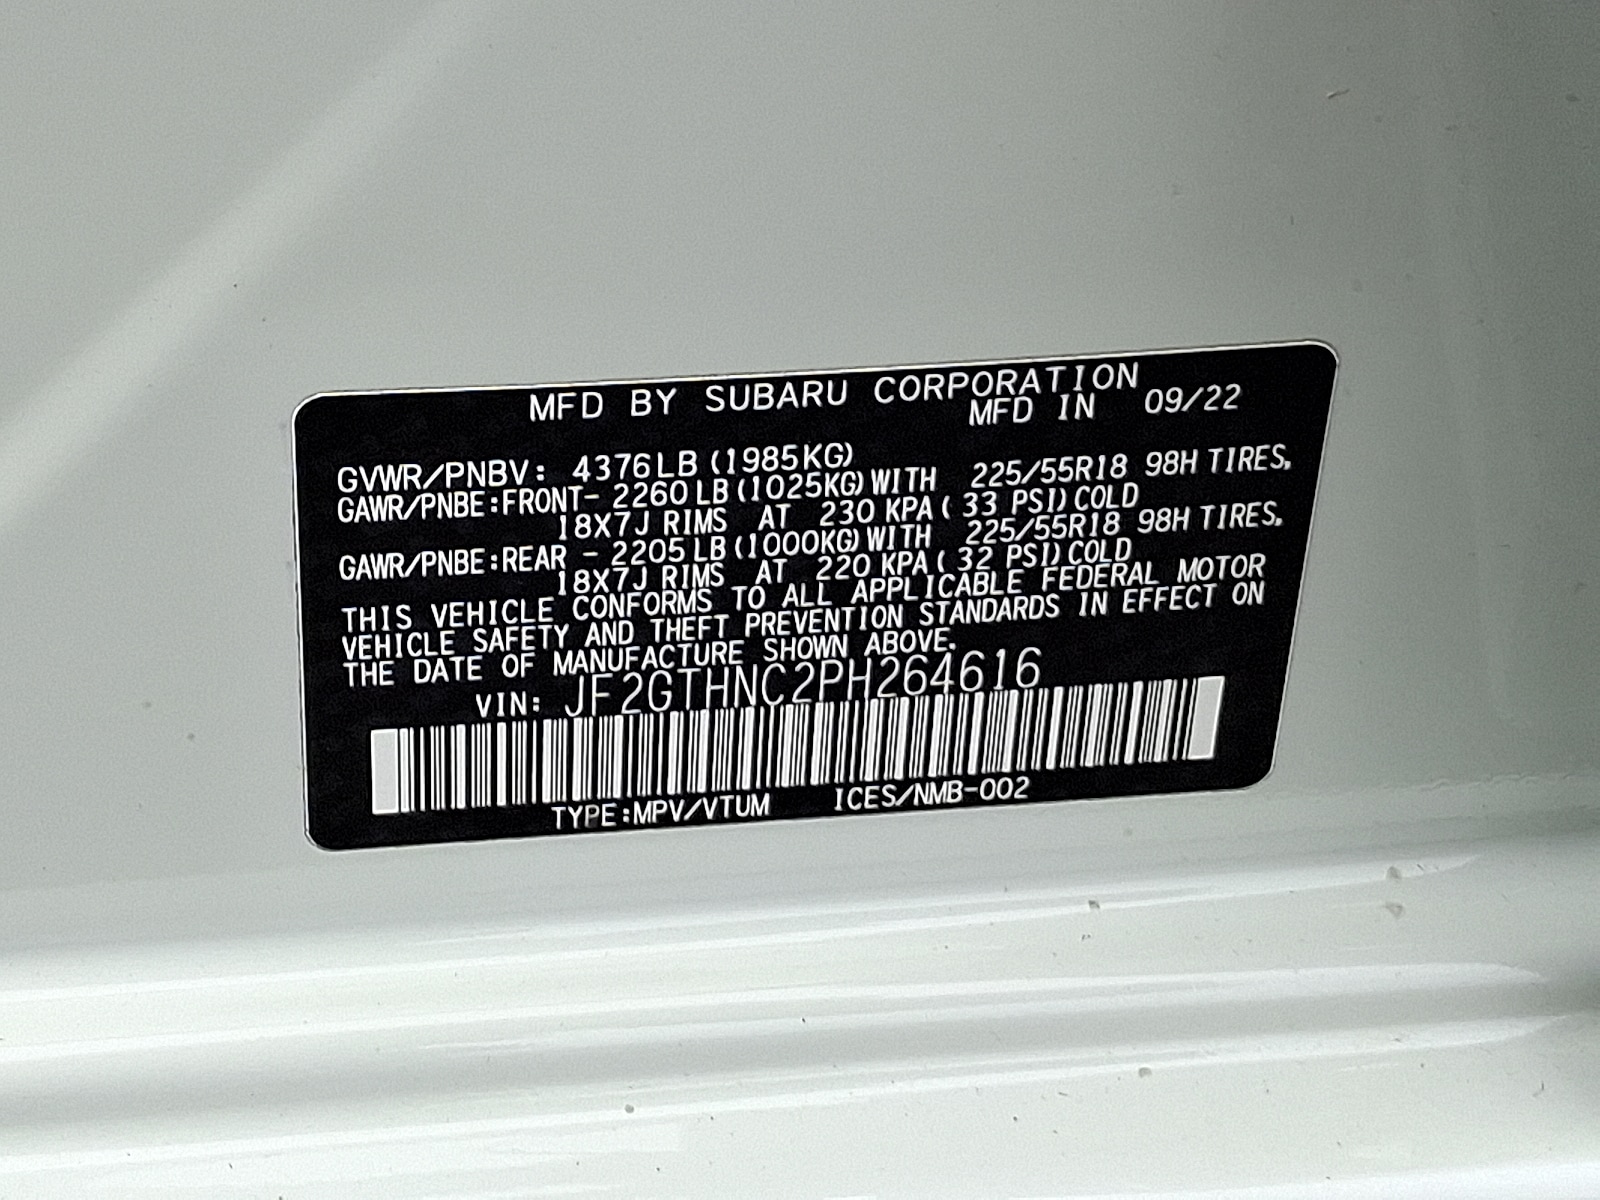 MFD BY SUBARU CORPORATION
MFD IN 09/22
GVWR/PNBV: 4376LB (1985KG)
GAWR/PNBE:FRONT- 2260 LB (1025KG) WITH 225/55R18 98H TIRES,
18X7J RIMS AT 230 KPA ( 33 PSI) COLD
GAWR/PNBE:REAR - 2205 LB (1000KG) WITH 225/55R18 98H TIRES,
18X7J RIMS AT 220 KPA ( 32 PSI) COLD
THIS VEHICLE CONFORMS TO ALL APPLICABLE FEDERAL MOTOR
VEHICLE SAFETY AND THEFT PREVENTION STANDARDS IN EFFECT ON
THE DATE OF MANUFACTURE SHOWN ABOVE.
VIN: JF2GTHNC2PH264616
TYPE:MPV/VTUM ICES/NMB-002